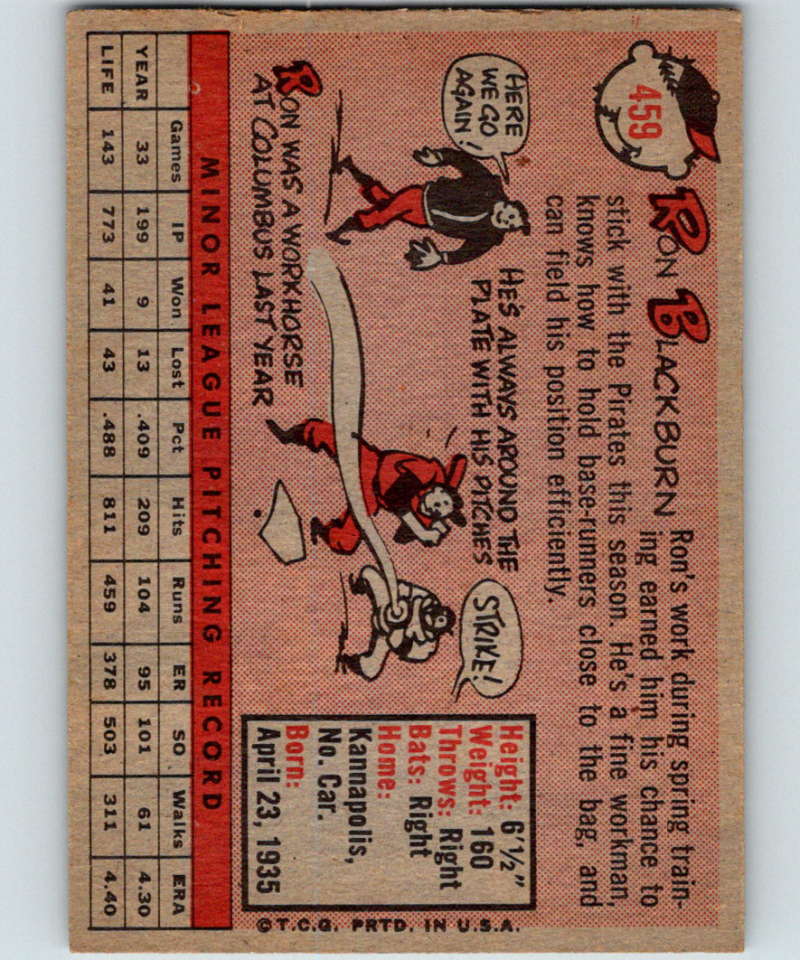 459
RON BLACKBURN
Ron's work during spring train-
ing earned him his chance to
stick with the Pirates this season. He's a fine workman,
knows how to hold base-runners close to the bag, and
can field his position efficiently.
HERE
WE GO
AGAIN!
RON WAS A WORKHORSE
AT COLUMBUS LAST YEAR
HE'S ALWAYS AROUND THE
PLATE WITH HIS PITCHES
STRIKE!
Height: 6'½"
Weight: 160
Throws: Right
Bats: Right
Home:
Kannapolis,
No. Car.
Born:
April 23, 1935
MINOR LEAGUE PITCHING RECORD
Games IP Won Lost Pct Hits Runs ER SO Walks ERA
YEAR 33 199 9 13 .409 209 104 95 101 61 4.30
LIFE 143 773 41 43 .488 811 459 378 503 311 4.40
©T.C.G. PRTD. IN U.S.A.